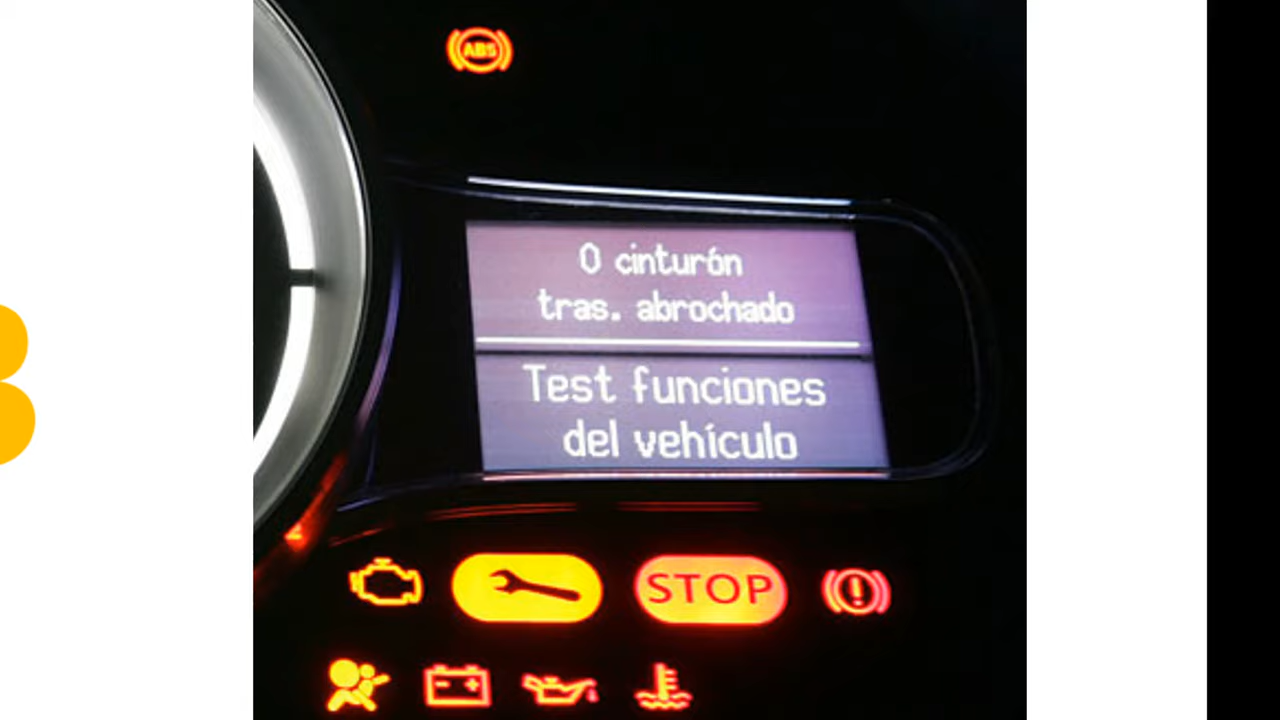 ABS
0 cinturón
tras. abrochado
Test funciones
del vehículo
STOP